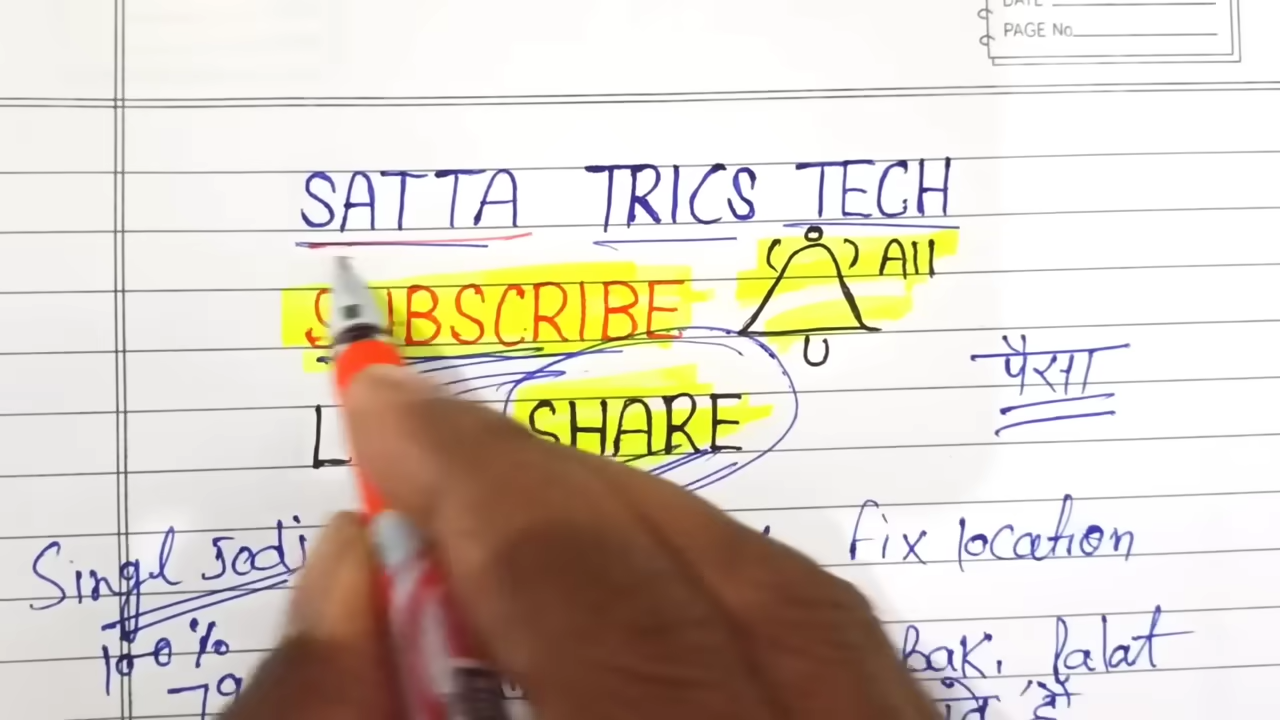 DATE
PAGE No.
SATTA TRICS TECH
SUBSCRIBE All
SHARE
पैसा
Singl Jodi fix location
100%
Bak. falat